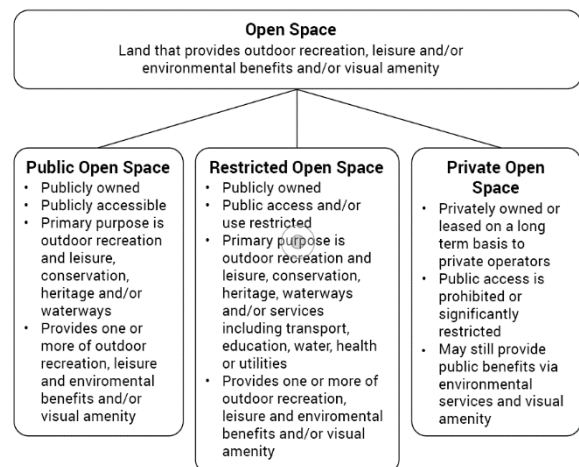 Open Space
Land that provides outdoor recreation, leisure and/or
environmental benefits and/or visual amenity
Public Open Space
• Publicly owned
• Publicly accessible
• Primary purpose is
outdoor recreation
and leisure,
conservation,
heritage and/or
waterways
• Provides one or
more of outdoor
recreation, leisure
and enviromental
benefits and/or
visual amenity
Restricted Open Space
• Publicly owned
• Public access and/or
use restricted
• Primary purpose is
outdoor recreation and
leisure, conservation,
heritage, waterways
and/or services
including transport,
education, water, health
or utilities
• Provides one or more of
outdoor recreation,
leisure and enviromental
benefits and/or visual
amenity
Private Open
Space
• Privately owned or
leased on a long
term basis to
private operators
• Public access is
prohibited or
significantly
restricted
• May still provide
public benefits via
environmental
services and visual
amenity